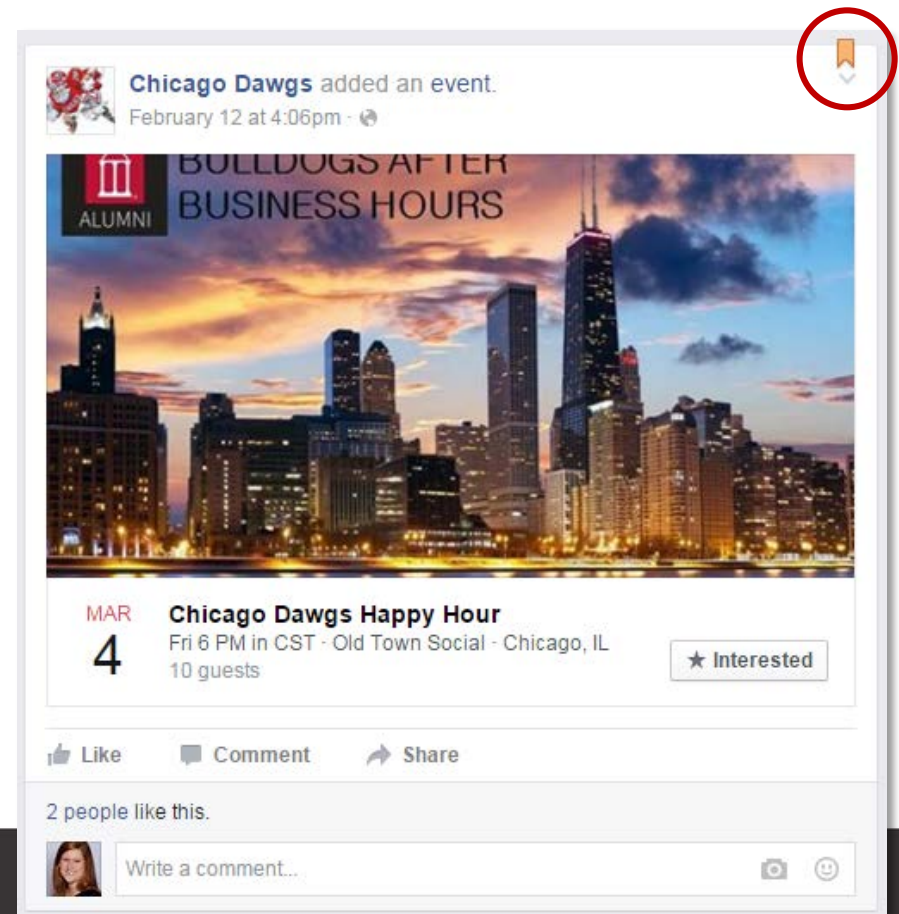 Chicago Dawgs added an event.
February 12 at 4:06pm ·
BULLDOGS AFTER
BUSINESS HOURS
ALUMNI
MAR
4
Chicago Dawgs Happy Hour
Fri 6 PM in CST · Old Town Social · Chicago, IL
10 guests
★ Interested
Like Comment Share
2 people like this.
Write a comment...